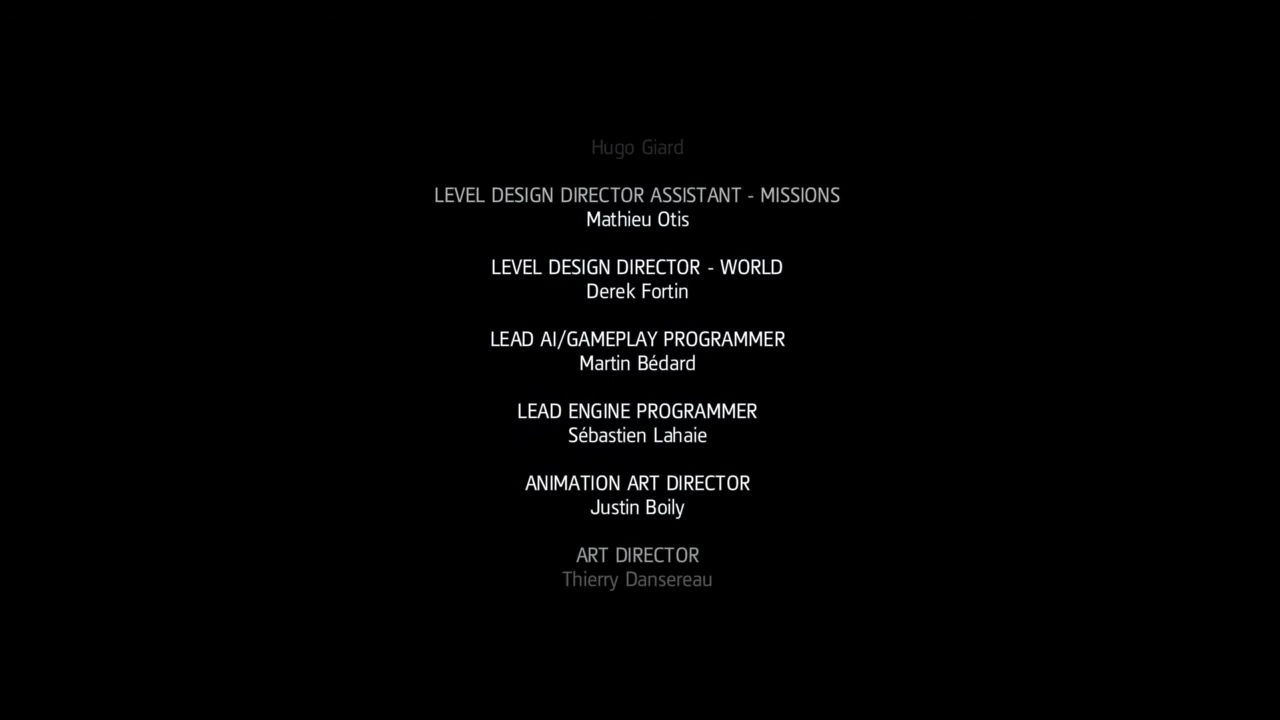 Hugo Giard
LEVEL DESIGN DIRECTOR ASSISTANT - MISSIONS
Mathieu Otis
LEVEL DESIGN DIRECTOR - WORLD
Derek Fortin
LEAD AI/GAMEPLAY PROGRAMMER
Martin Bédard
LEAD ENGINE PROGRAMMER
Sébastien Lahaie
ANIMATION ART DIRECTOR
Justin Boily
ART DIRECTOR
Thierry Dansereau